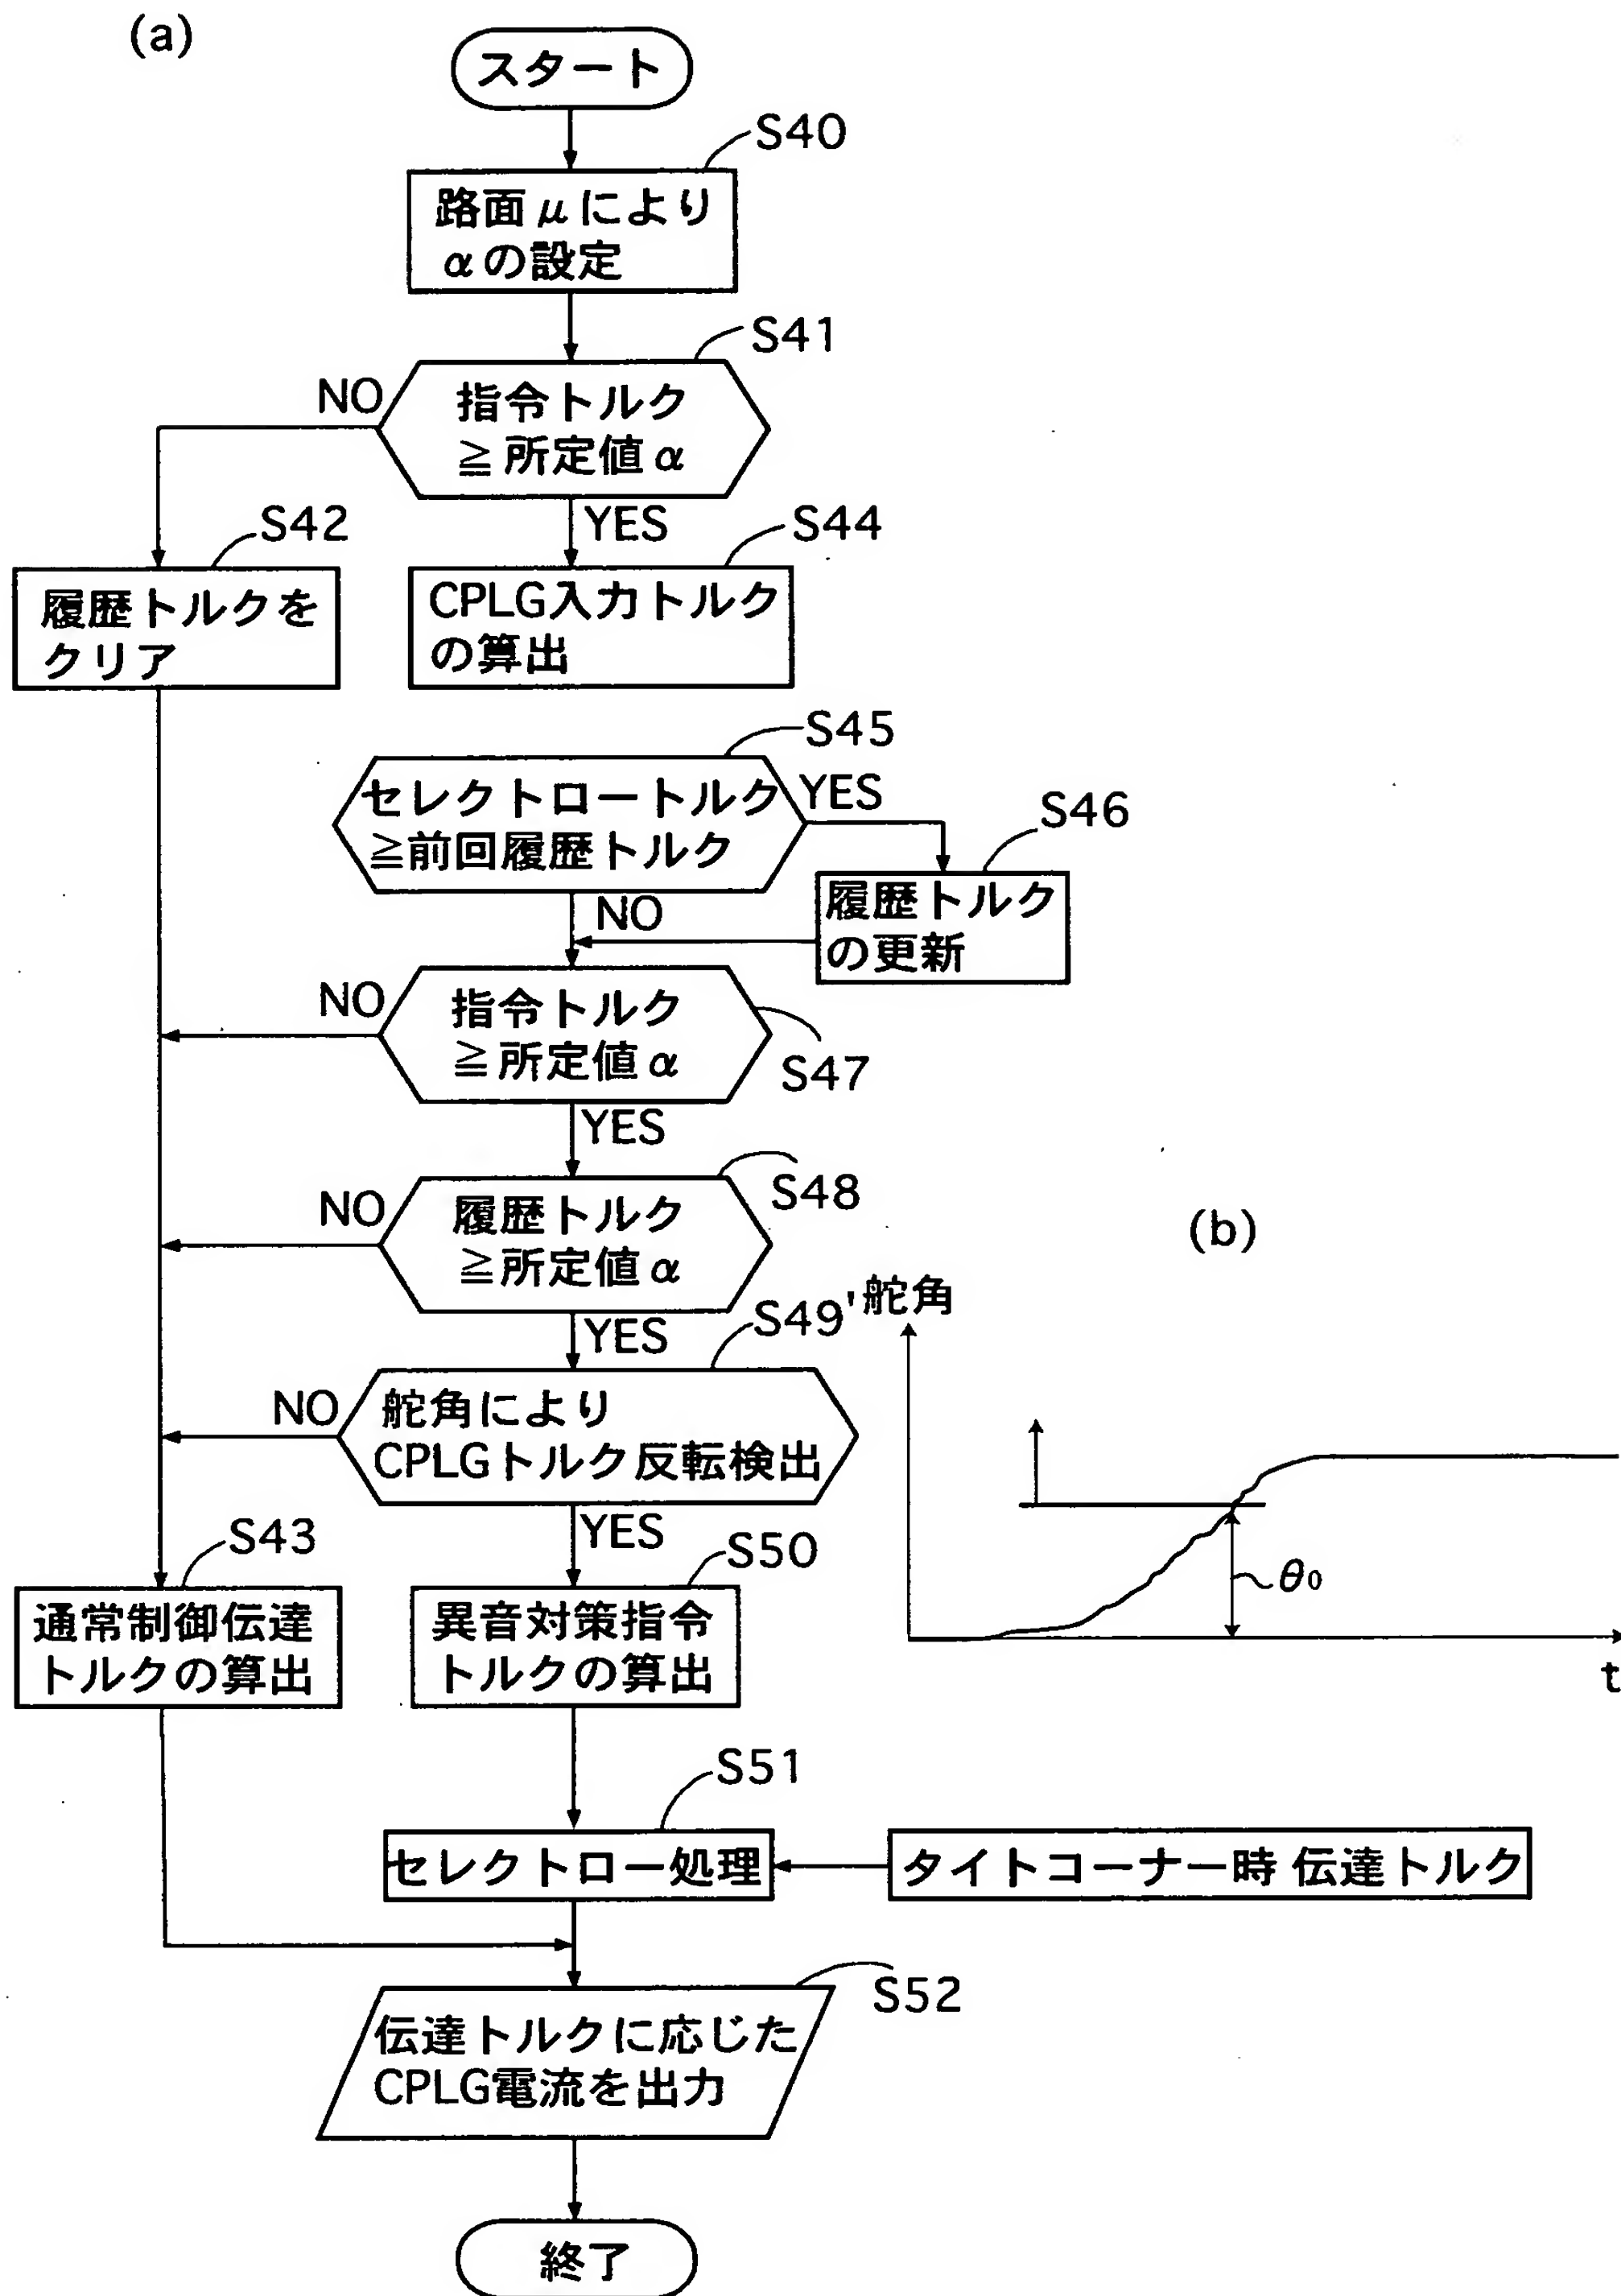 (a)
スタート
S40
路面μにより
αの設定
S41
指令トルク
≧所定値α
NO
YES
S42
履歴トルクを
クリア
S44
CPLG入力トルク
の算出
S45
セレクトロートルク
≧前回履歴トルク
YES
NO
S46
履歴トルク
の更新
指令トルク
≧所定値α
NO
S47
YES
履歴トルク
≧所定値α
NO
S48
YES
S49'
舵角により
CPLGトルク反転検出
NO
YES
S43
通常制御伝達
トルクの算出
S50
異音対策指令
トルクの算出
S51
セレクトロー処理
タイトコーナー時 伝達トルク
S52
伝達トルクに応じた
CPLG電流を出力
終了
(b)
舵角
θ0
t